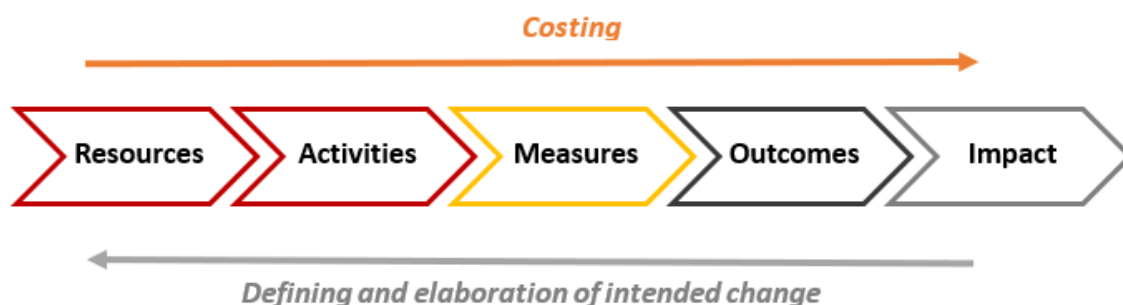 Costing
Resources
Activities
Measures
Outcomes
Impact
Defining and elaboration of intended change